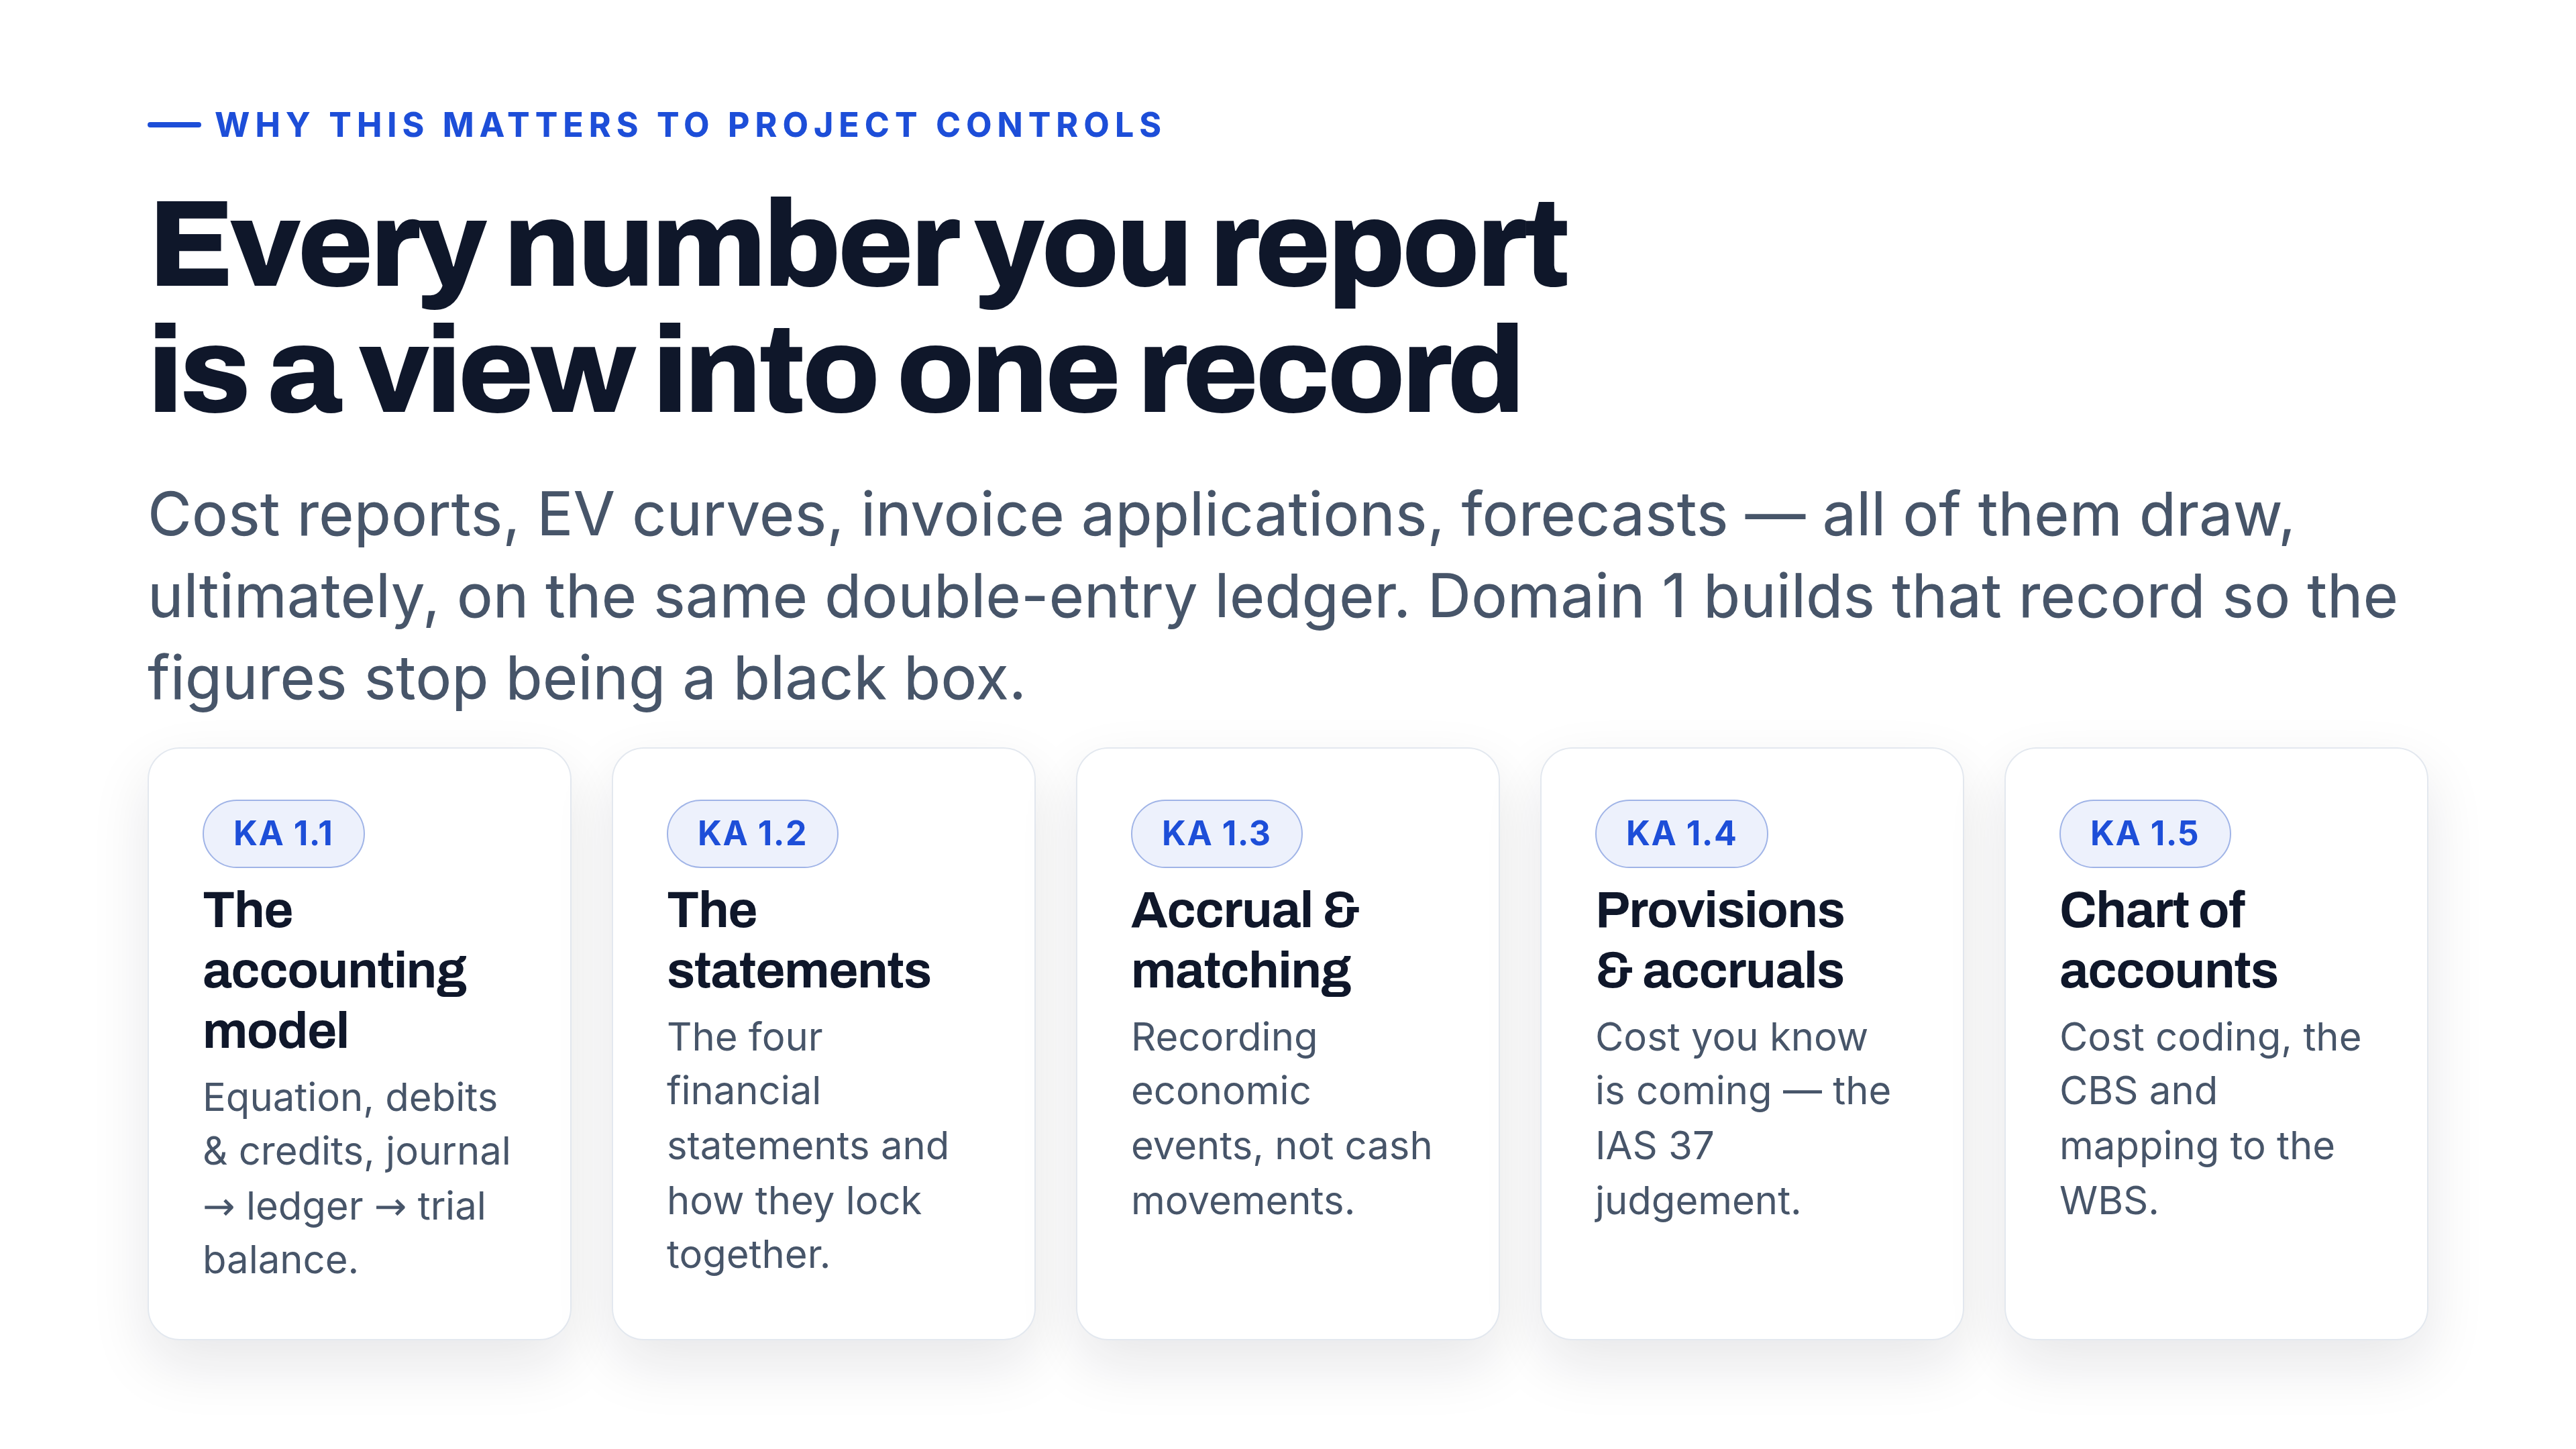 WHY THIS MATTERS TO PROJECT CONTROLS
Every number you report
is a view into one record
Cost reports, EV curves, invoice applications, forecasts — all of them draw,
ultimately, on the same double-entry ledger. Domain 1 builds that record so the
figures stop being a black box.
KA 1.1
The
accounting
model
Equation, debits
& credits, journal
→ ledger → trial
balance.
KA 1.2
The
statements
The four
financial
statements and
how they lock
together.
KA 1.3
Accrual &
matching
Recording
economic
events, not cash
movements.
KA 1.4
Provisions
& accruals
Cost you know
is coming — the
IAS 37
judgement.
KA 1.5
Chart of
accounts
Cost coding, the
CBS and
mapping to the
WBS.